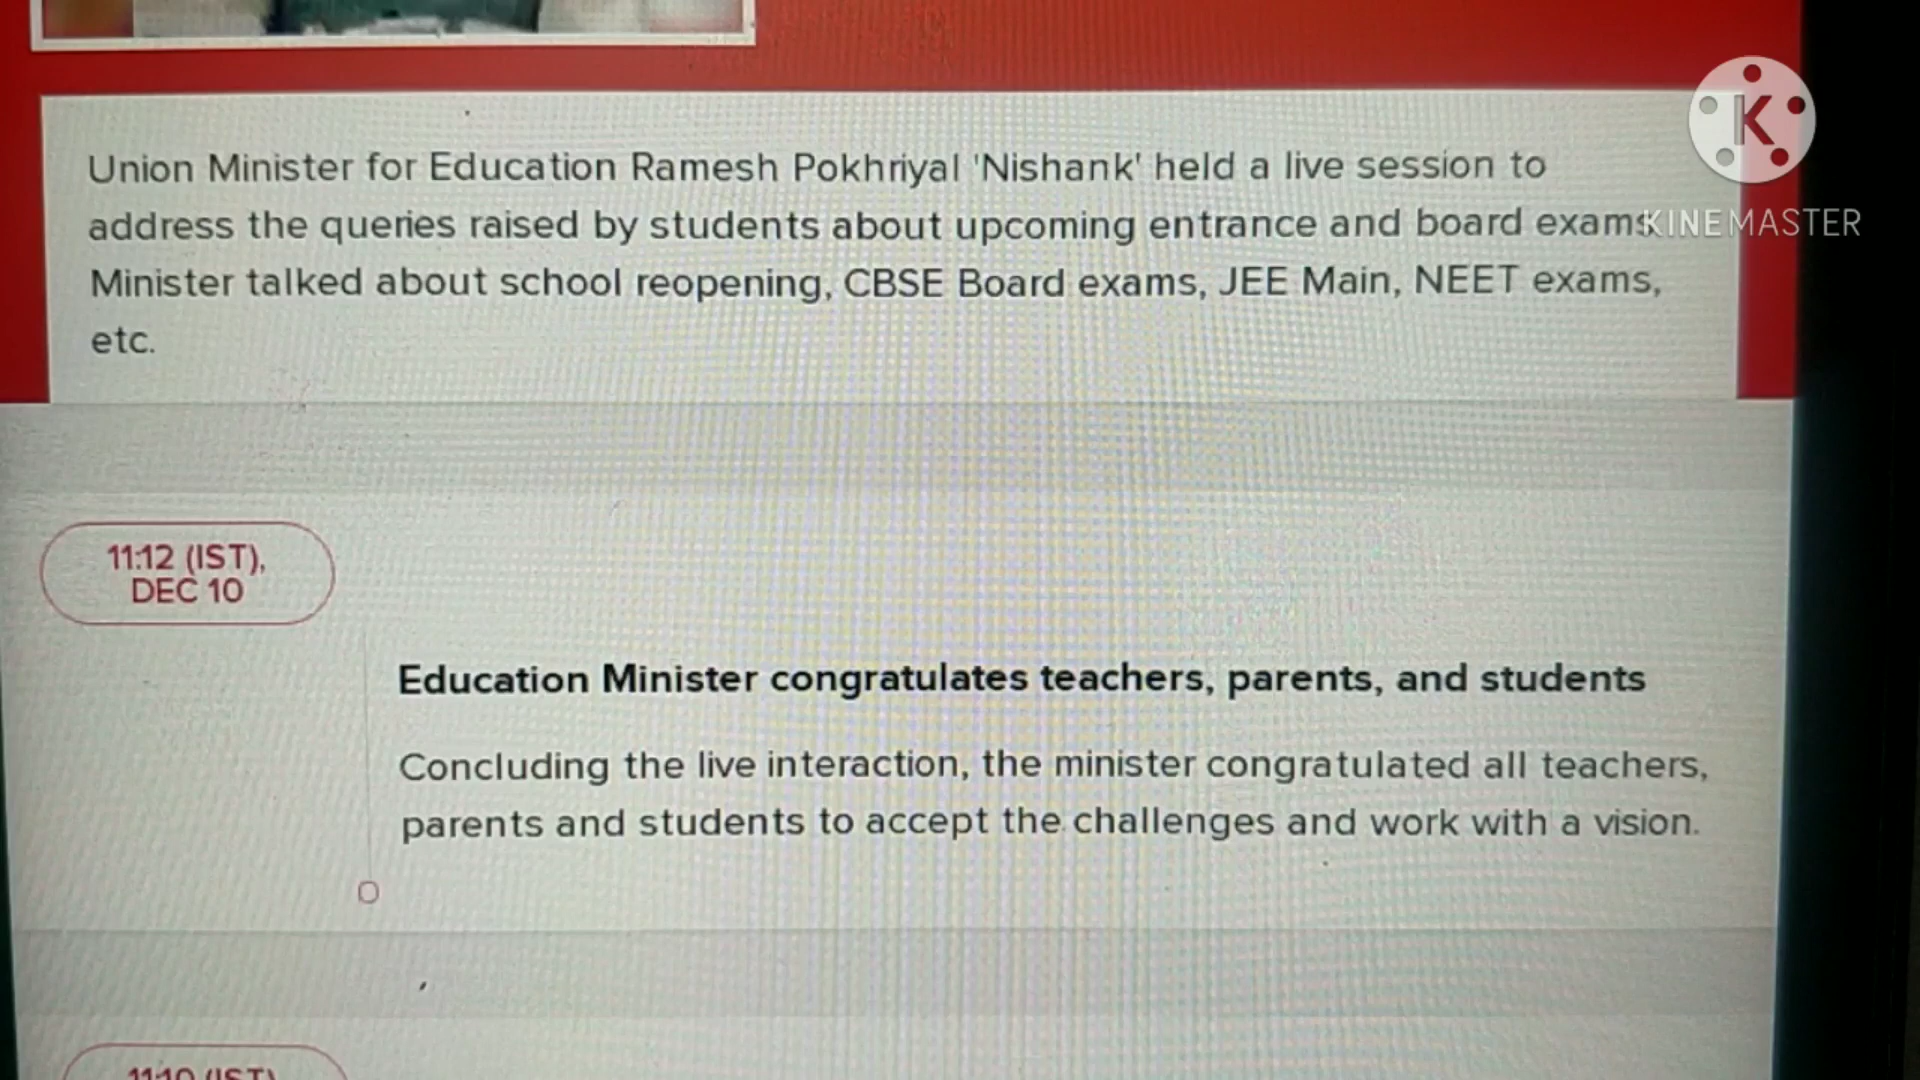 Union Minister for Education Ramesh Pokhriyal 'Nishank' held a live session to
address the queries raised by students about upcoming entrance and board exams
Minister talked about school reopening, CBSE Board exams, JEE Main, NEET exams,
etc.
K
KINEMASTER
11:12 (IST),
DEC 10
Education Minister congratulates teachers, parents, and students
Concluding the live interaction, the minister congratulated all teachers,
parents and students to accept the challenges and work with a vision.
11:10 (IST)